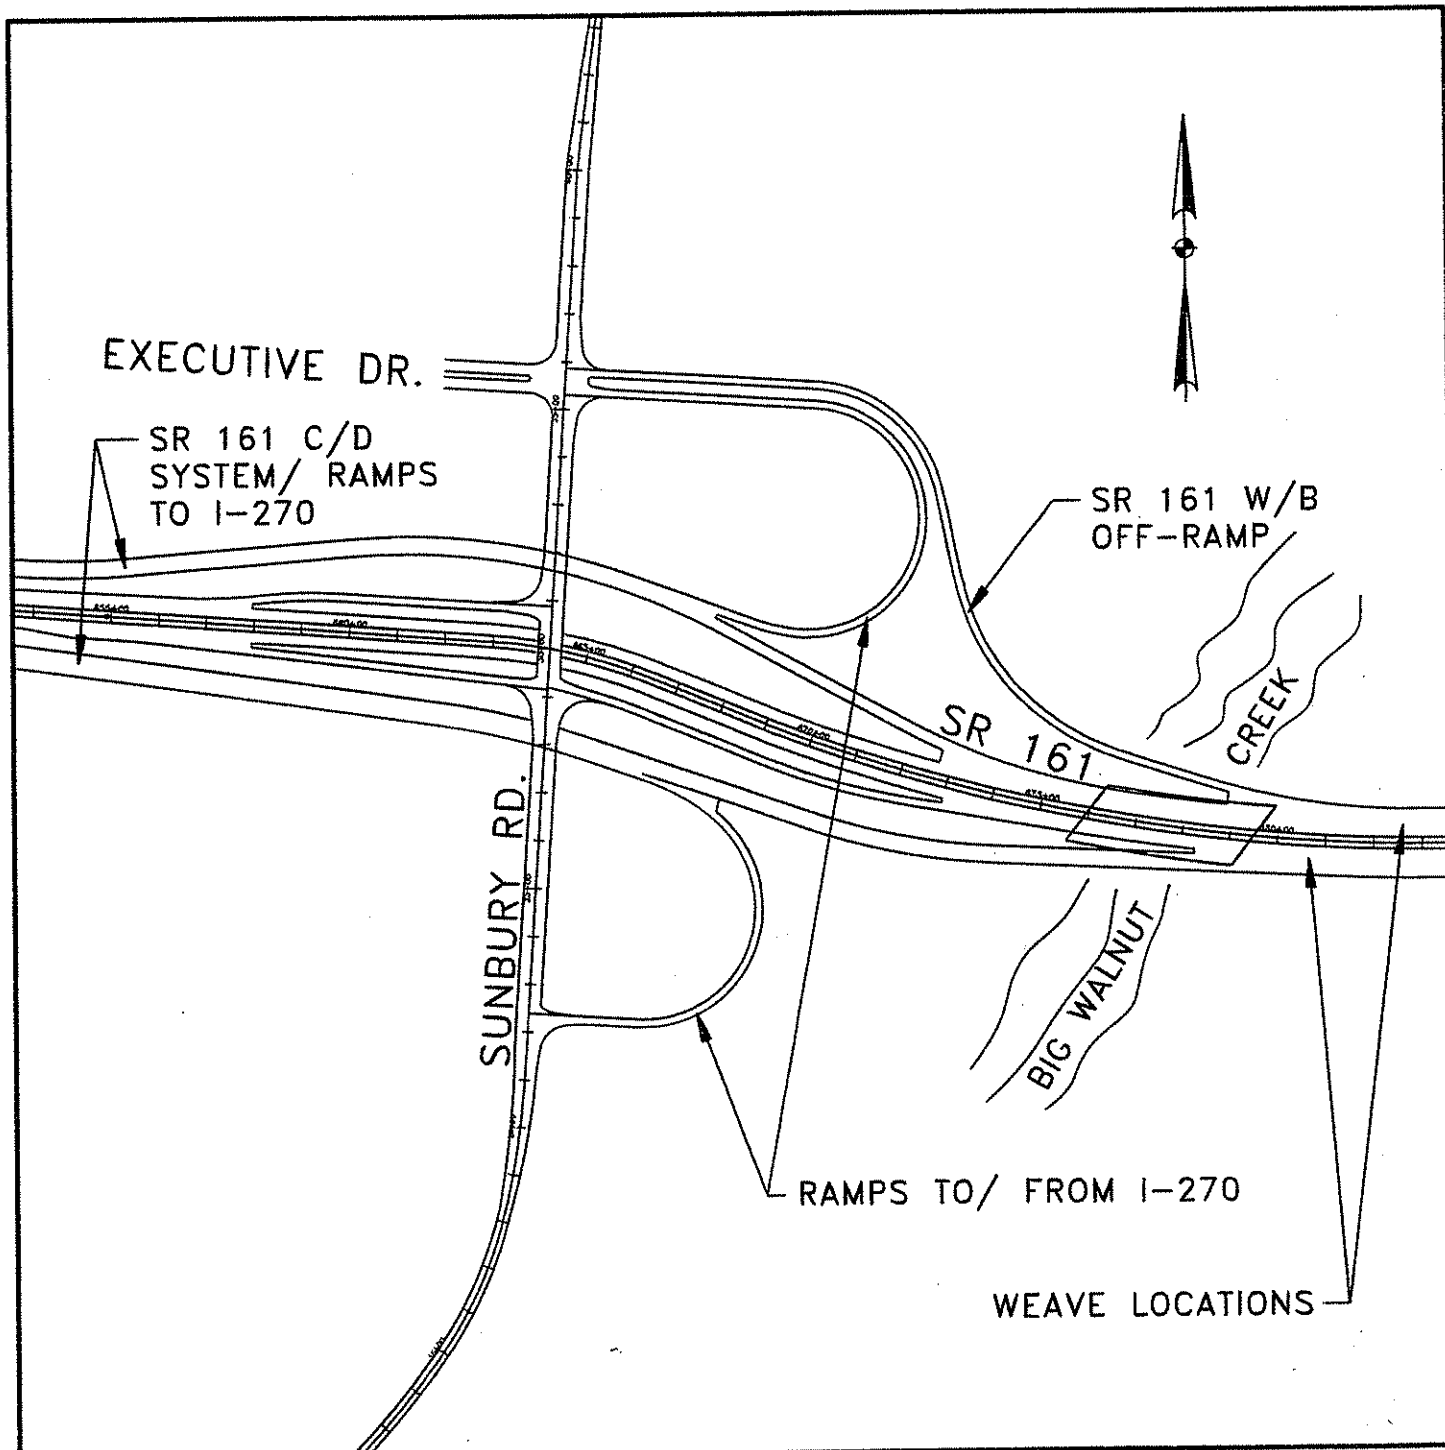 EXECUTIVE DR.
SR 161 C/D
SYSTEM/ RAMPS
TO I-270
SR 161 W/B
OFF-RAMP
CREEK
SR 161
SUNBURY RD.
BIG WALNUT
RAMPS TO/ FROM I-270
WEAVE LOCATIONS